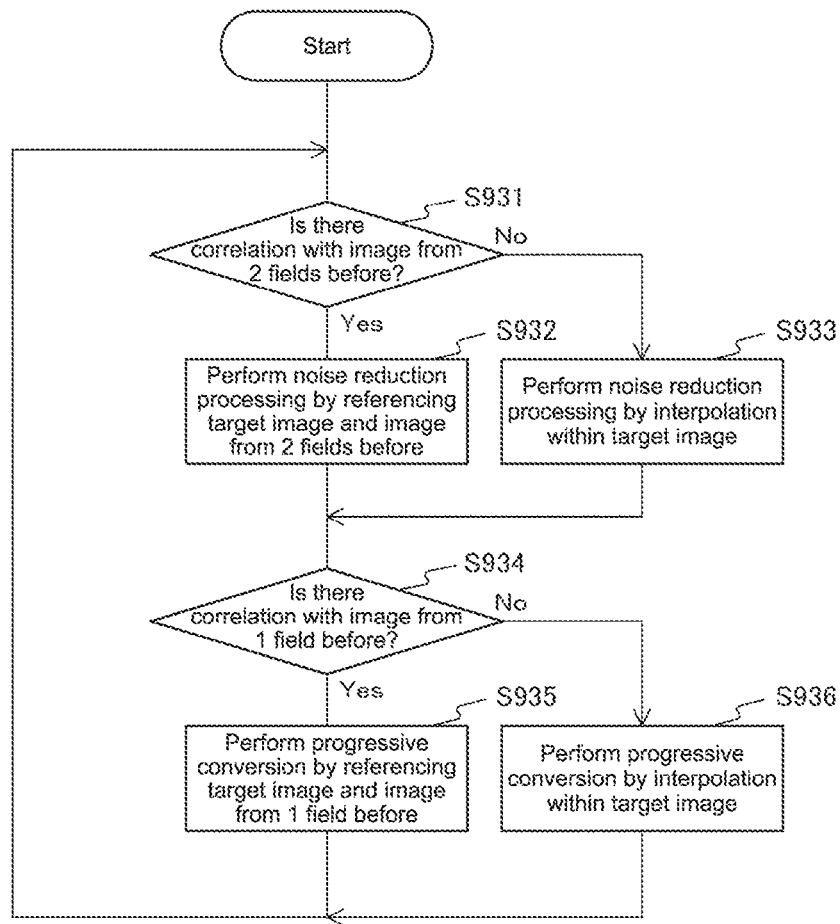 Start
S931
Is there
correlation with image from
2 fields before?
No
Yes
S932
Perform noise reduction
processing by referencing
target image and image
from 2 fields before
S933
Perform noise reduction
processing by interpolation
within target image
S934
Is there
correlation with image from
1 field before?
No
Yes
S935
Perform progressive
conversion by referencing
target image and image
from 1 field before
S936
Perform progressive
conversion by interpolation
within target image